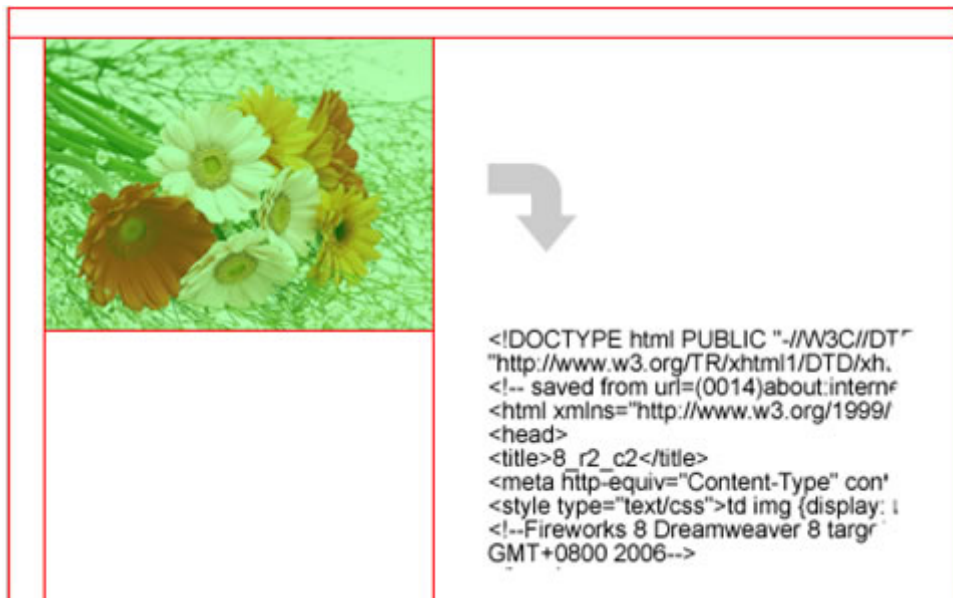 <!DOCTYPE html PUBLIC "-//W3C//DT
"http://www.w3.org/TR/xhtml1/DTD/xh
<!-- saved from url=(0014)about:interne
<html xmlns="http://www.w3.org/1999/
<head>
<title>8_r2_c2</title>
<meta http-equiv="Content-Type" con
<style type="text/css">td img {display:
<!--Fireworks 8 Dreamweaver 8 targ
GMT+0800 2006-->